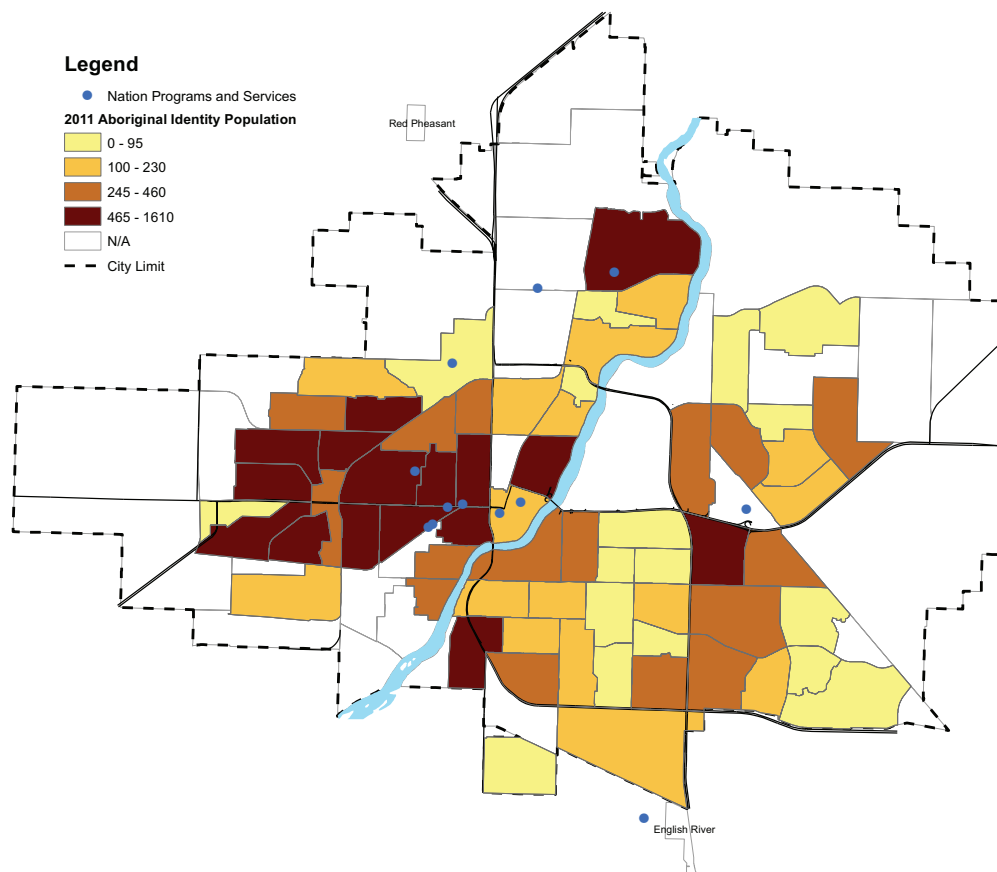 Legend
Nation Programs and Services
2011 Aboriginal Identity Population
0 - 95
100 - 230
245 - 460
465 - 1610
N/A
City Limit
Red Pheasant
English River